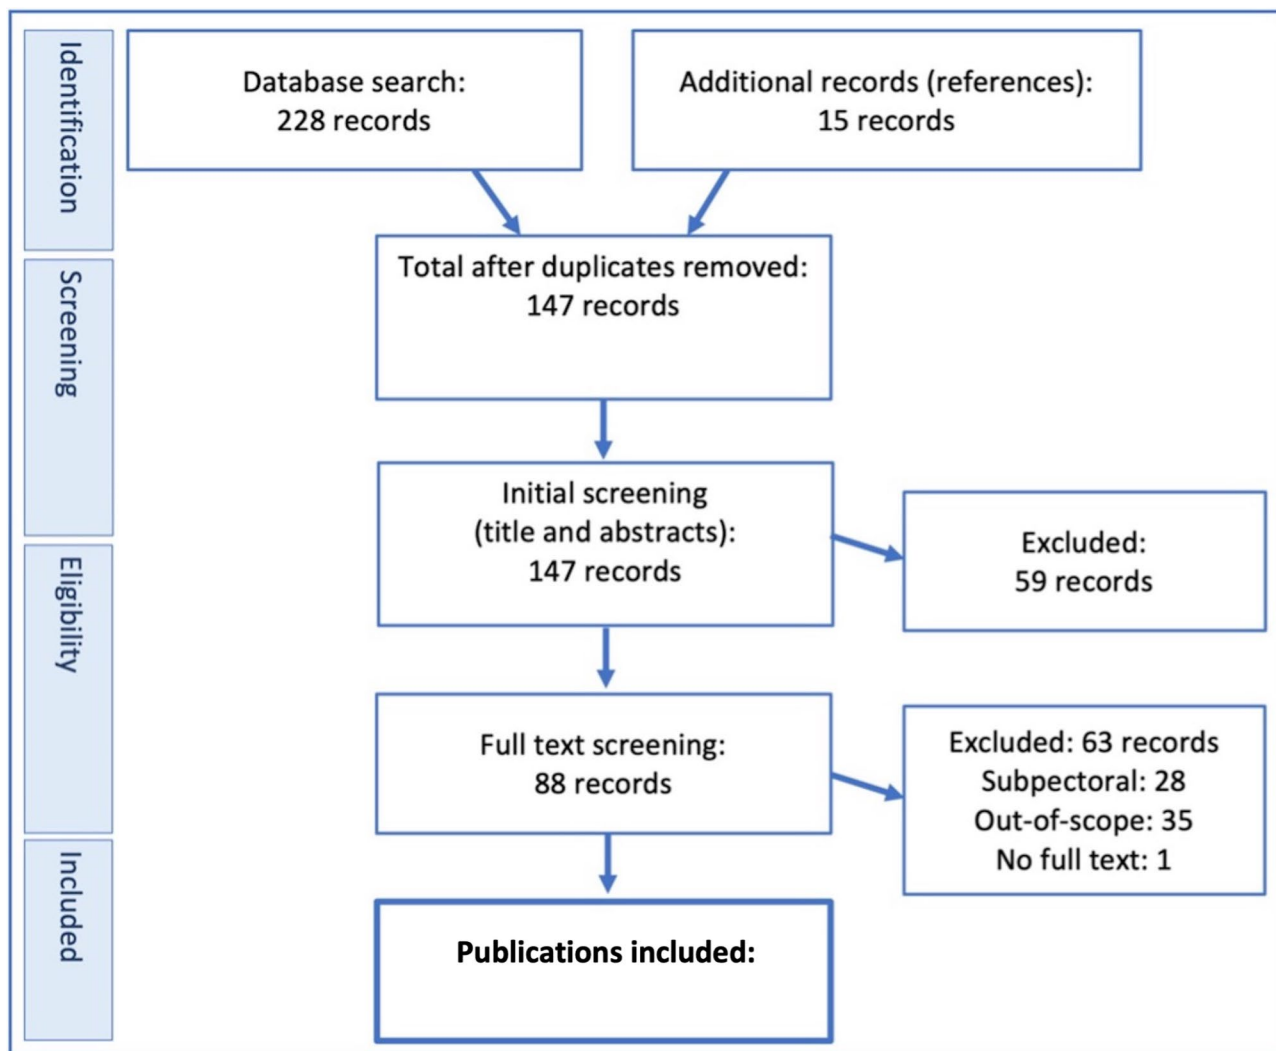 Identification
Database search:
228 records
Additional records (references):
15 records
Screening
Total after duplicates removed:
147 records
Initial screening
(title and abstracts):
147 records
Excluded:
59 records
Eligibility
Full text screening:
88 records
Excluded: 63 records
Subpectoral: 28
Out-of-scope: 35
No full text: 1
Included
Publications included: